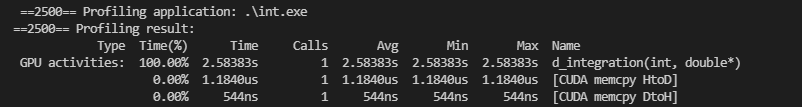 ==2500== Profiling application: .\int.exe
==2500== Profiling result:
Type Time(%) Time Calls Avg Min Max Name
GPU activities: 100.00% 2.58383s 1 2.58383s 2.58383s 2.58383s d_integration(int, double*)
0.00% 1.1840us 1 1.1840us 1.1840us 1.1840us [CUDA memcpy HtoD]
0.00% 544ns 1 544ns 544ns 544ns [CUDA memcpy DtoH]